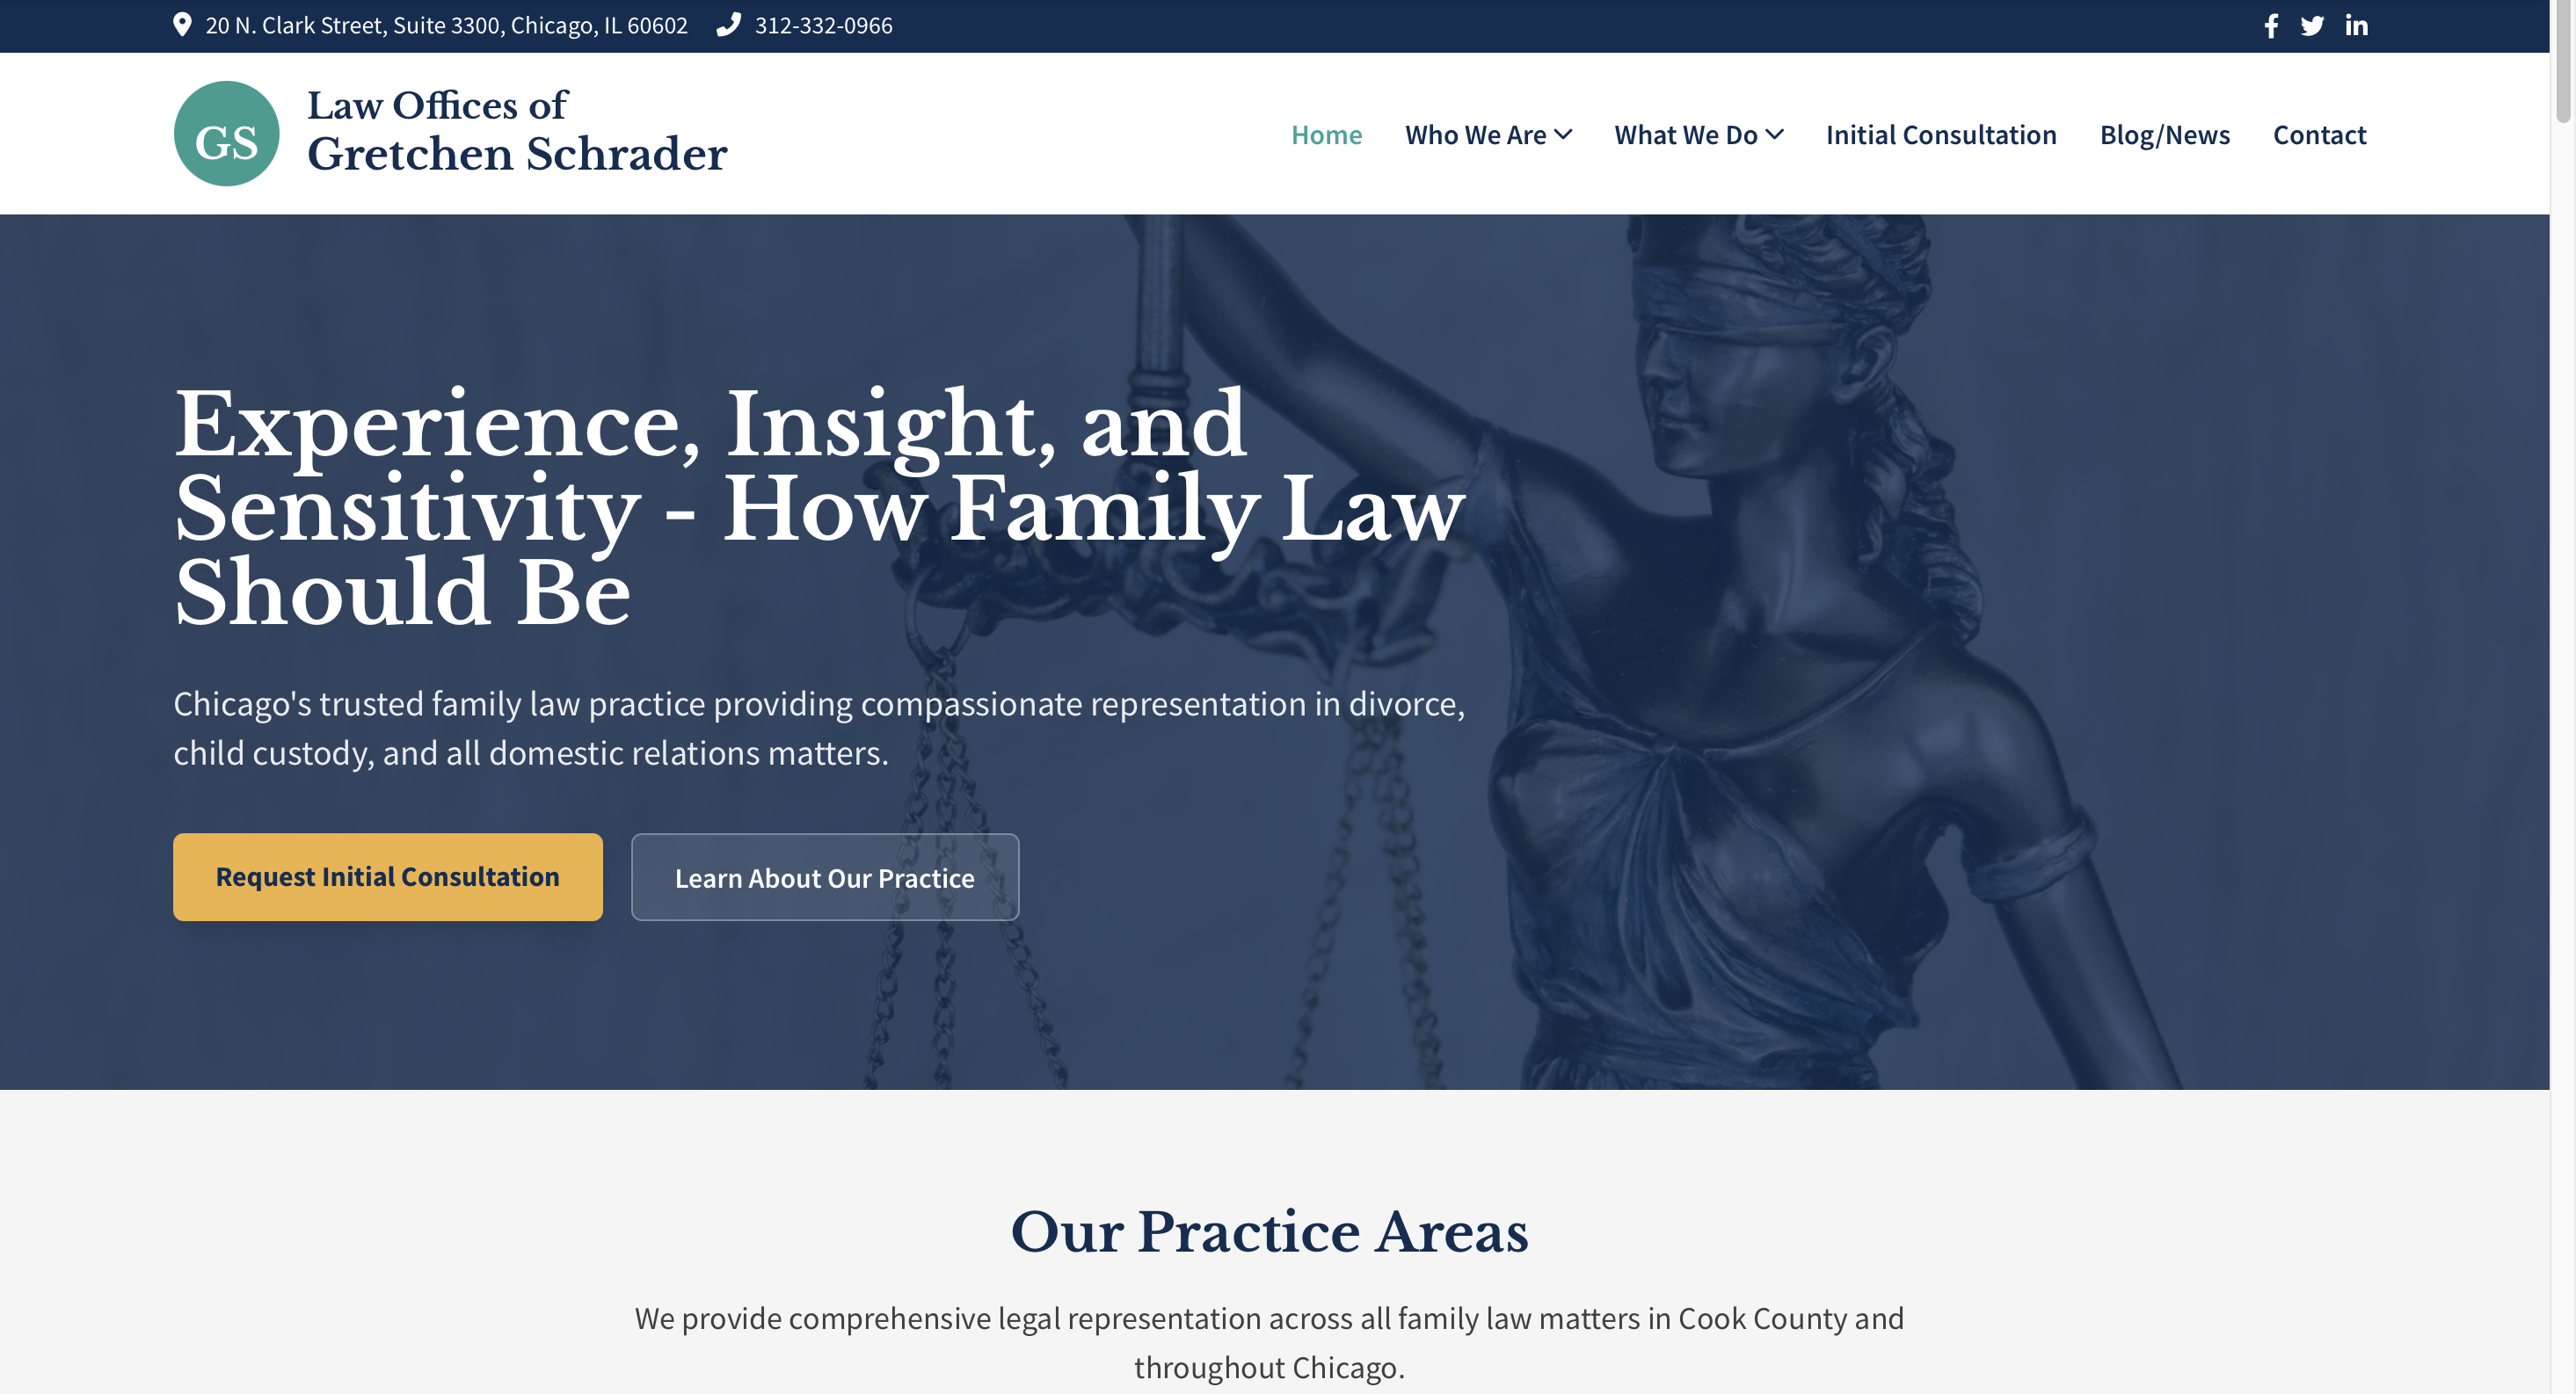 20 N. Clark Street, Suite 3300, Chicago, IL 60602 312-332-0966
GS
Law Offices of
Gretchen Schrader
Home Who We Are What We Do Initial Consultation Blog/News Contact
Experience, Insight, and
Sensitivity - How Family Law
Should Be
Chicago's trusted family law practice providing compassionate representation in divorce,
child custody, and all domestic relations matters.
Request Initial Consultation Learn About Our Practice
Our Practice Areas
We provide comprehensive legal representation across all family law matters in Cook County and
throughout Chicago.